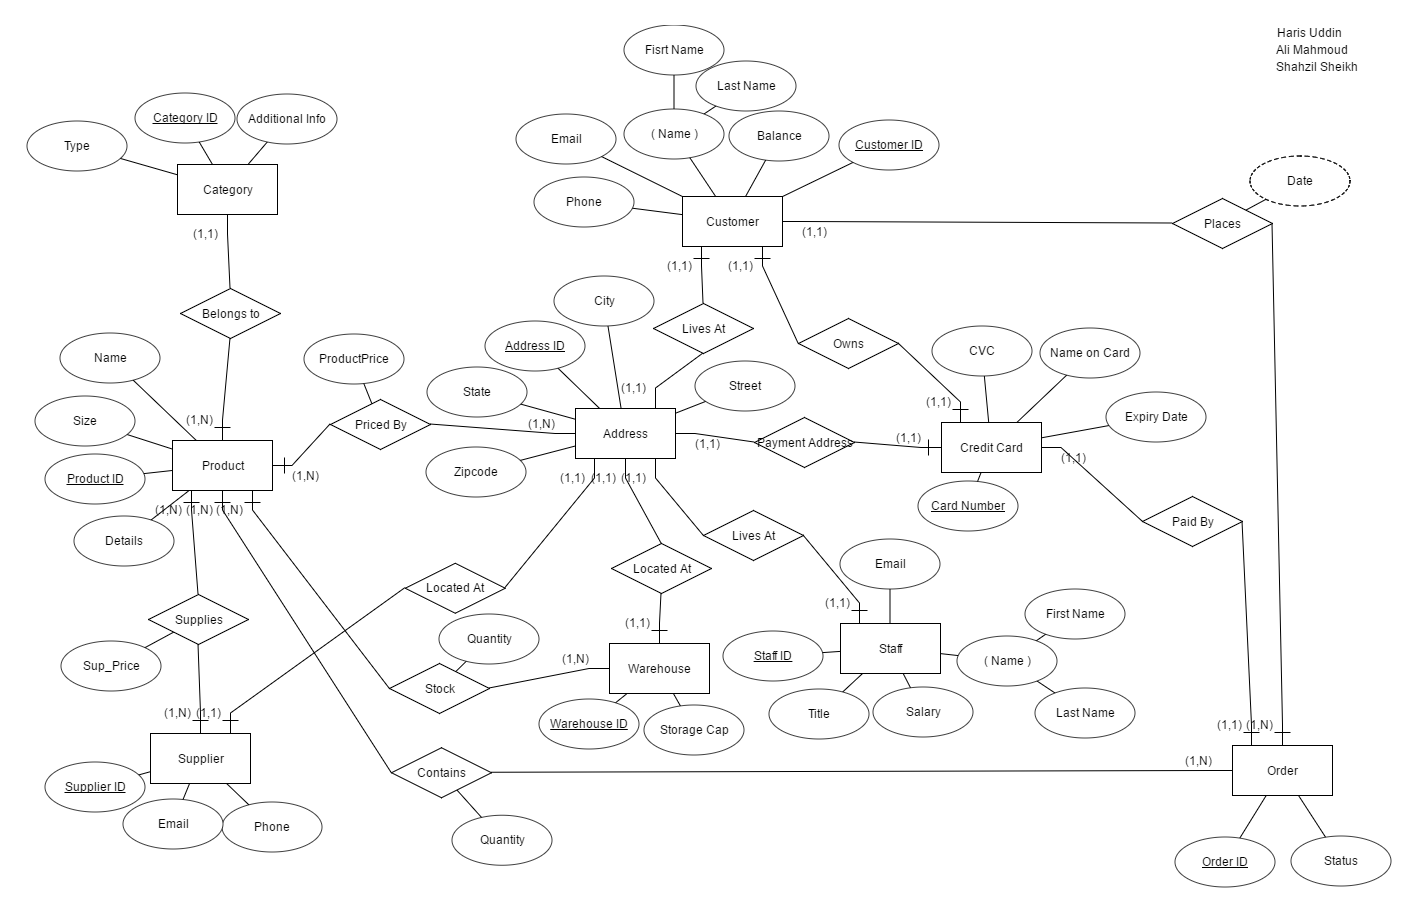 Haris Uddin
Ali Mahmoud
Shahzil Sheikh
Fisrt Name
Last Name
Category ID
Additional Info
Type
Email
( Name )
Balance
Customer ID
Date
Category
Phone
Customer
Places
(1,1)
(1,1)
(1,1)
(1,1)
City
Belongs to
Lives At
Owns
Name
ProductPrice
Address ID
CVC
Name on Card
State
(1,1)
Street
(1,1)
Size
(1,N)
Priced By
(1,N)
Address
(1,1)
Payment Address
(1,1)
Expiry Date
Credit Card
(1,1)
Product
(1,N)
Product ID
Zipcode
(1,1)
(1,1)
(1,1)
Card Number
(1,N)
(1,N)
(1,N)
Details
Lives At
Paid By
Located At
Located At
Email
Supplies
(1,1)
(1,1)
First Name
Quantity
Sup_Price
(1,N)
Warehouse
Staff ID
Staff
( Name )
Stock
Warehouse ID
Storage Cap
Title
Salary
Last Name
(1,N)
(1,1)
(1,1)
(1,N)
Supplier
Contains
(1,N)
Order
Supplier ID
Email
Phone
Quantity
Order ID
Status